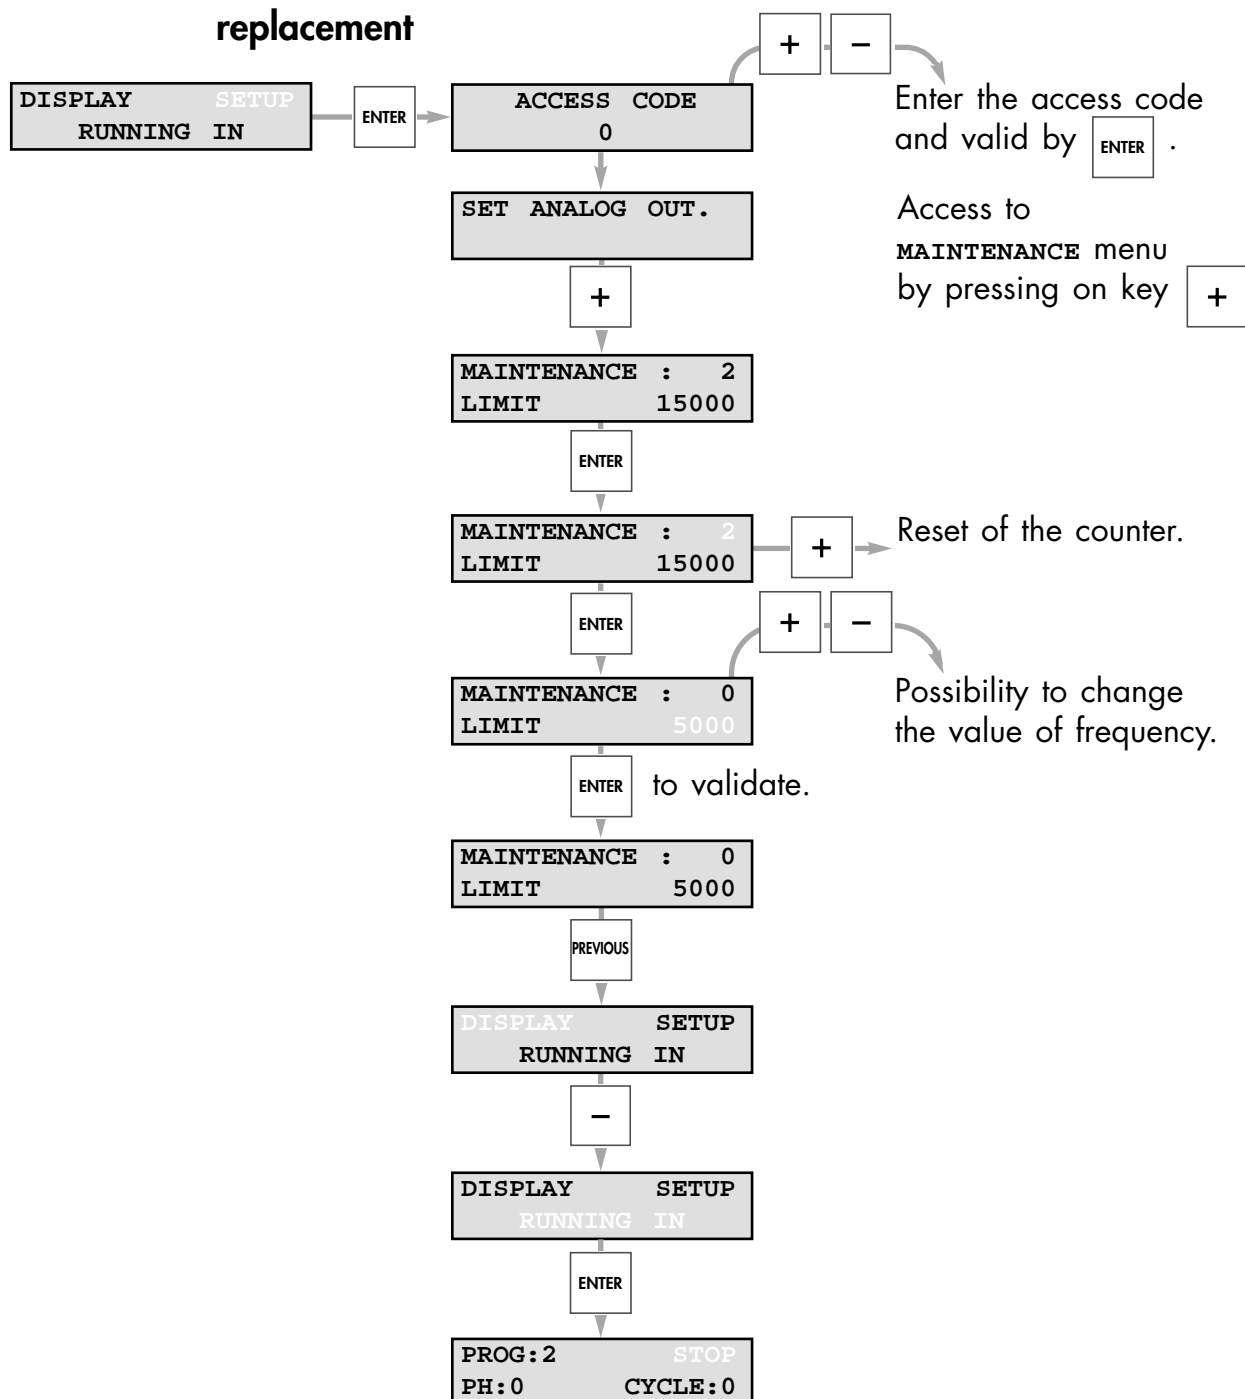 replacement
+ −
DISPLAY SETUP
RUNNING IN
ENTER
ACCESS CODE
0
Enter the access code
and valid by ENTER .
SET ANALOG OUT.
Access to
MAINTENANCE menu
by pressing on key +
+
MAINTENANCE : 2
LIMIT 15000
ENTER
MAINTENANCE : 2
LIMIT 15000
+
Reset of the counter.
ENTER
+ −
MAINTENANCE : 0
LIMIT 5000
Possibility to change
the value of frequency.
ENTER to validate.
MAINTENANCE : 0
LIMIT 5000
PREVIOUS
DISPLAY SETUP
RUNNING IN
−
DISPLAY SETUP
RUNNING IN
ENTER
PROG:2 STOP
PH:0 CYCLE:0